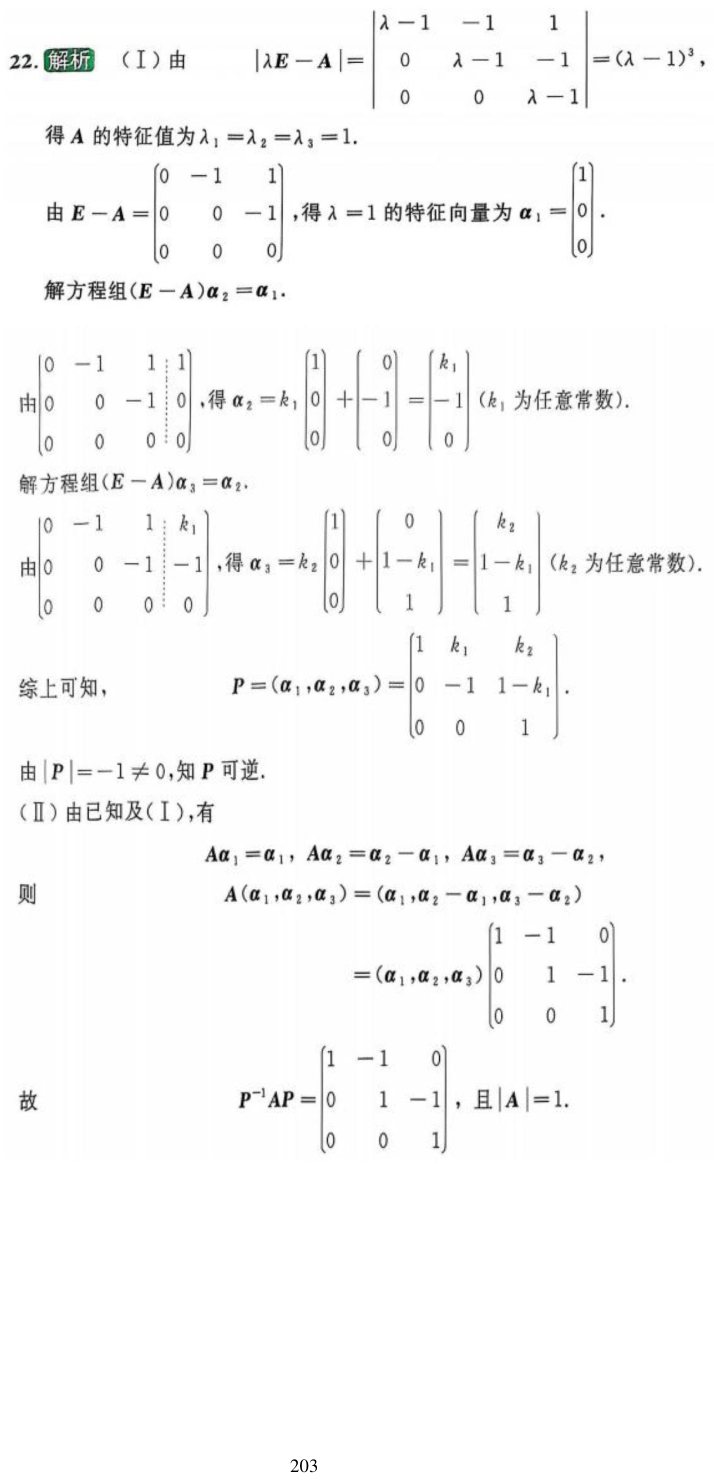 22. 解析 （Ⅰ）由 |λE－A|= |λ－1 －1 1; 0 λ－1 －1; 0 0 λ－1| =(λ－1)³,
得 A 的特征值为λ₁=λ₂=λ₃=1.
由 E－A= (0 －1 1; 0 0 －1; 0 0 0) ,得 λ=1 的特征向量为 α₁= (1; 0; 0) .
解方程组(E－A)α₂=α₁.
由 (0 －1 1 ⋮ 1; 0 0 －1 ⋮ 0; 0 0 0 ⋮ 0) ,得 α₂=k₁ (1; 0; 0) + (0; －1; 0) = (k₁; －1; 0) (k₁ 为任意常数).
解方程组(E－A)α₃=α₂.
由 (0 －1 1 ⋮ k₁; 0 0 －1 ⋮ －1; 0 0 0 ⋮ 0) ,得 α₃=k₂ (1; 0; 0) + (0; 1－k₁; 1) = (k₂; 1－k₁; 1) (k₂ 为任意常数).
综上可知, P=(α₁,α₂,α₃)= (1 k₁ k₂; 0 －1 1－k₁; 0 0 1) .
由|P|=－1≠0,知 P 可逆.
（Ⅱ）由已知及(Ⅰ),有
Aα₁=α₁, Aα₂=α₂－α₁, Aα₃=α₃－α₂,
则 A(α₁,α₂,α₃)=(α₁,α₂－α₁,α₃－α₂)
=(α₁,α₂,α₃) (1 －1 0; 0 1 －1; 0 0 1) .
故 P⁻¹AP= (1 －1 0; 0 1 －1; 0 0 1) , 且|A|=1.
203